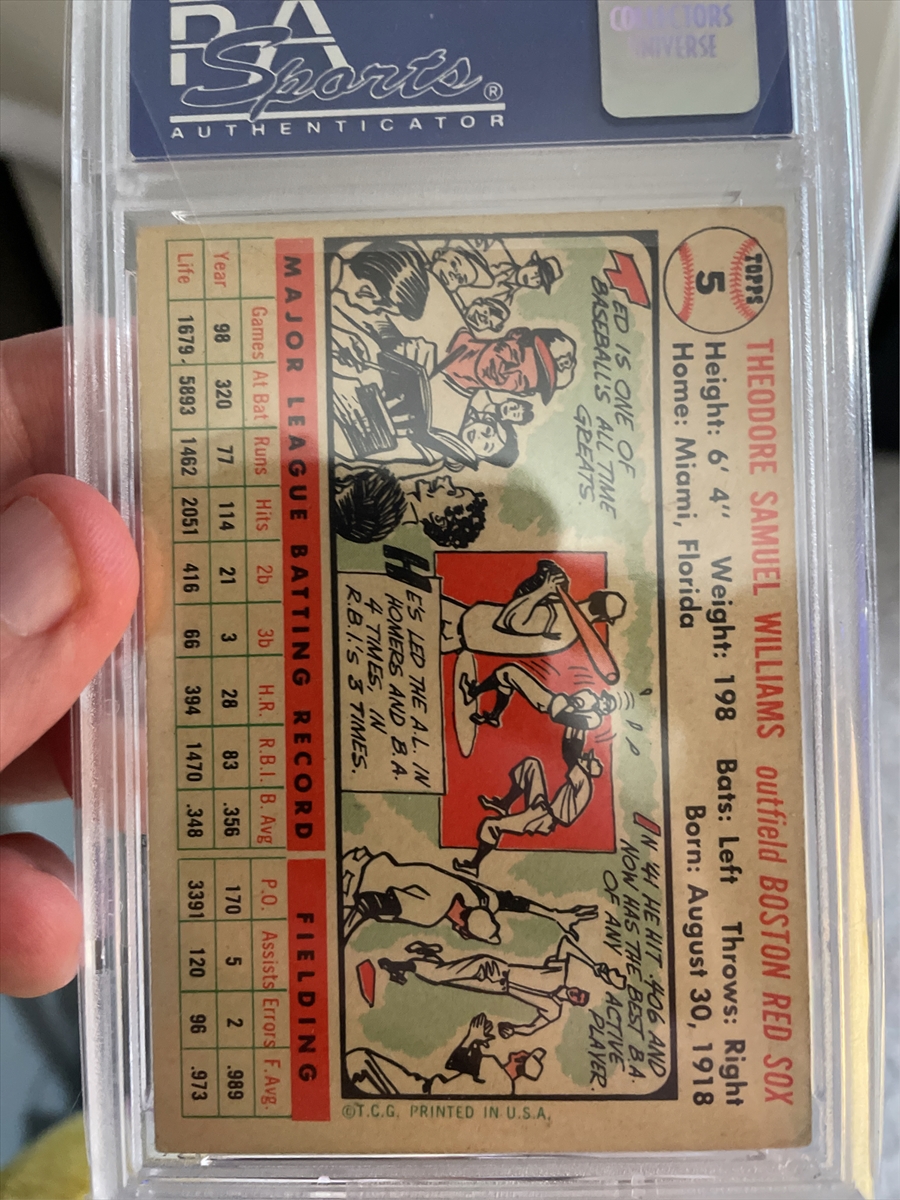 PSA
Sports®
AUTHENTICATOR
COLLECTORS
UNIVERSE
TOPPS
5
THEODORE SAMUEL WILLIAMS outfield BOSTON RED SOX
Height: 6' 4" Weight: 198 Bats: Left Throws: Right
Home: Miami, Florida Born: August 30, 1918
TED IS ONE OF
BASEBALL'S ALL TIME
GREATS.
HE'S LED THE A.L. IN
HOMERS AND B.A.
4 TIMES, IN
R.B.I.'S 3 TIMES.
IN '41 HE HIT .406 AND
NOW HAS THE BEST B.A.
OF ANY ACTIVE
PLAYER.
MAJOR LEAGUE BATTING RECORD FIELDING
Games At Bat Runs Hits 2b 3b H.R. R.B.I. B. Avg P.O. Assists Errors F. Avg.
Year 98 320 77 114 21 3 28 83 .356 170 5 2 .989
Life 1679 5893 1462 2051 416 66 394 1470 .348 3391 120 96 .973
©T.C.G. PRINTED IN U.S.A.